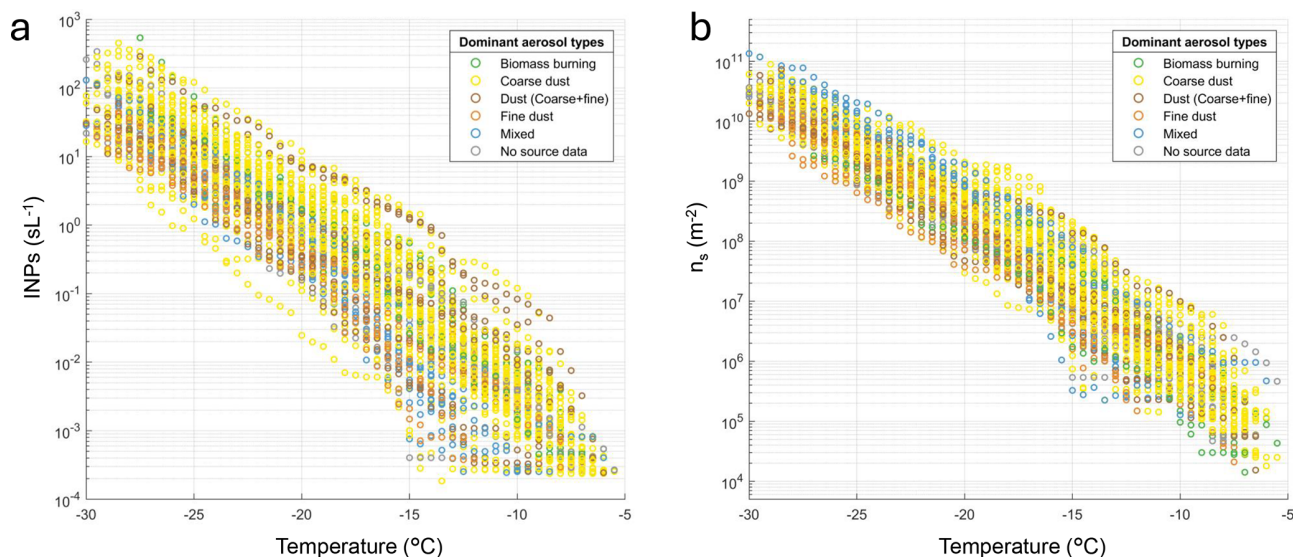 a
INPs (sL⁻¹)
10³
10²
10¹
10⁰
10⁻¹
10⁻²
10⁻³
10⁻⁴
-30
-25
-20
-15
-10
-5
Temperature (°C)
Dominant aerosol types
Biomass burning
Coarse dust
Dust (Coarse+fine)
Fine dust
Mixed
No source data
b
nₛ (m⁻²)
10¹¹
10¹⁰
10⁹
10⁸
10⁷
10⁶
10⁵
10⁴
-30
-25
-20
-15
-10
-5
Temperature (°C)
Dominant aerosol types
Biomass burning
Coarse dust
Dust (Coarse+fine)
Fine dust
Mixed
No source data